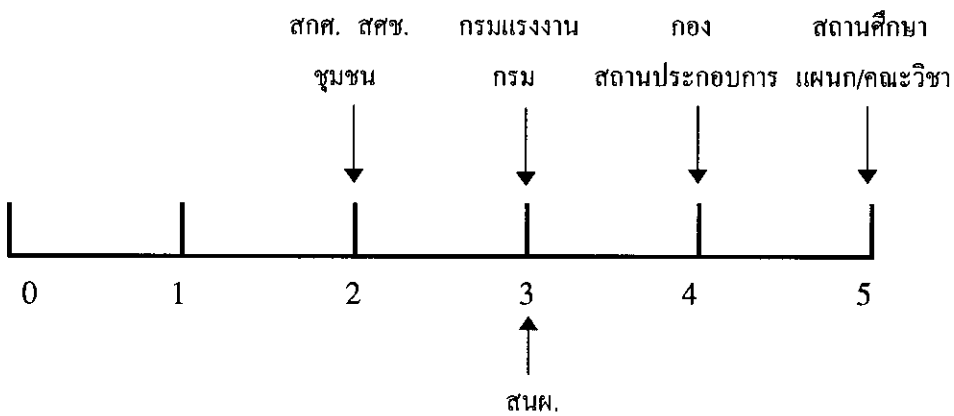 สกศ. สศช. กรมแรงงาน กอง สถานศึกษา
ชุมชน กรม สถานประกอบการ แผนก/คณะวิชา
0 1 2 3 4 5
สนผ.